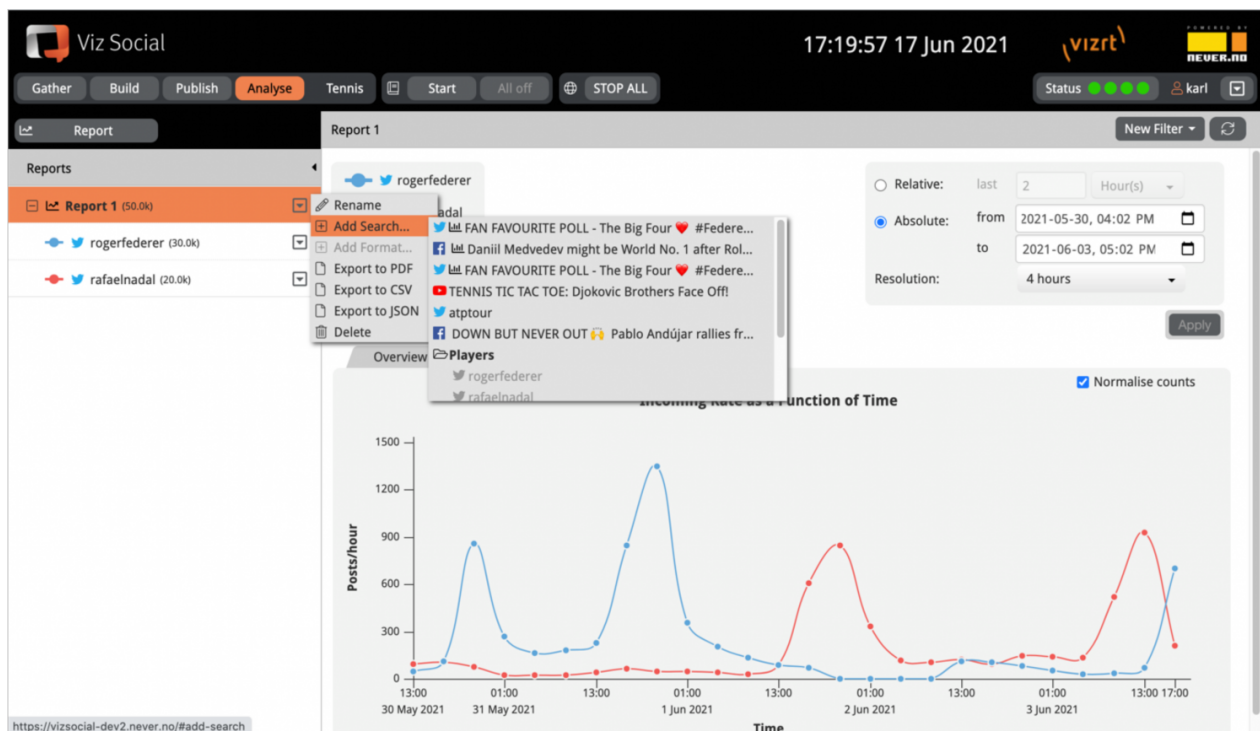 Viz Social
17:19:57 17 Jun 2021
vizrt
POWERED BY
NEVER.NO
Gather Build Publish Analyse Tennis Start All off STOP ALL Status karl
Report
Report 1
New Filter
Reports
Report 1 (50.0k)
rogerfederer (30.0k)
rafaelnadal (20.0k)
Rename
Add Search...
Add Format...
Export to PDF
Export to CSV
Export to JSON
Delete
rogerfederer
adal
FAN FAVOURITE POLL - The Big Four ❤️ #Federe...
Daniil Medvedev might be World No. 1 after Rol...
FAN FAVOURITE POLL - The Big Four ❤️ #Federe...
TENNIS TIC TAC TOE: Djokovic Brothers Face Off!
atptour
DOWN BUT NEVER OUT 🙌 Pablo Andújar rallies fr...
Players
rogerfederer
rafaelnadal
Relative: last 2 Hour(s)
Absolute: from 2021-05-30, 04:02 PM
to 2021-06-03, 05:02 PM
Resolution: 4 hours
Apply
Overview
Normalise counts
Incoming Rate as a Function of Time
Posts/hour
1500
1200
900
600
300
0
13:00 01:00 13:00 01:00 13:00 01:00 13:00 01:00 13:00 17:00
30 May 2021 31 May 2021 1 Jun 2021 2 Jun 2021 3 Jun 2021
Time
https://vizsocial-dev2.never.no/#add-search